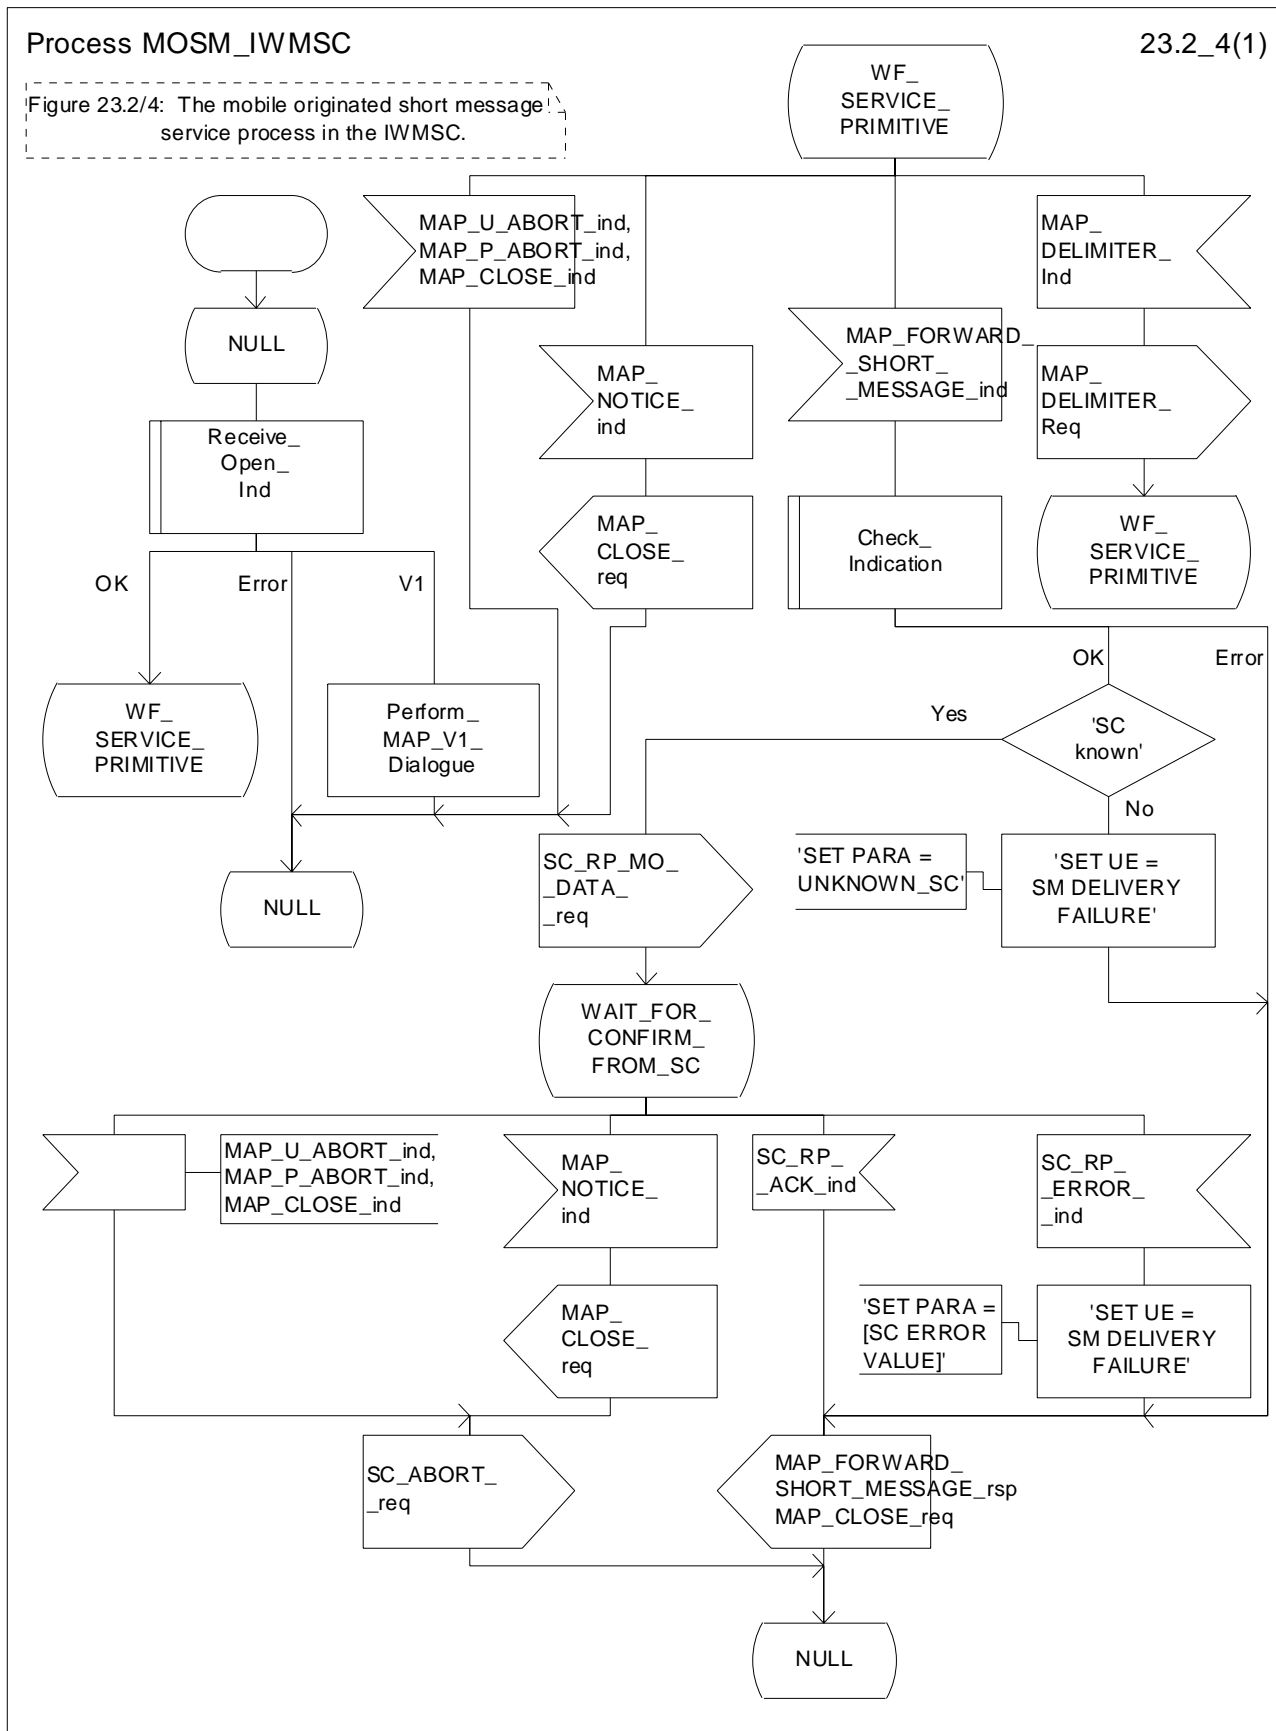 Process MOSM_IWMSC
23.2_4(1)
Figure 23.2/4: The mobile originated short message
service process in the IWMSC.
WF_
SERVICE_
PRIMITIVE
MAP_U_ABORT_ind,
MAP_P_ABORT_ind,
MAP_CLOSE_ind
MAP_
DELIMITER_
Ind
NULL
MAP_
NOTICE_
ind
MAP_FORWARD_
_SHORT_
_MESSAGE_ind
MAP_
DELIMITER_
Req
Receive_
Open_
Ind
MAP_
CLOSE_
req
Check_
Indication
WF_
SERVICE_
PRIMITIVE
OK
Error
V1
OK
Error
WF_
SERVICE_
PRIMITIVE
Perform_
MAP_V1_
Dialogue
Yes
'SC
known'
No
NULL
SC_RP_MO_
_DATA_
_req
'SET PARA =
UNKNOWN_SC'
'SET UE =
SM DELIVERY
FAILURE'
WAIT_FOR_
CONFIRM_
FROM_SC
MAP_U_ABORT_ind,
MAP_P_ABORT_ind,
MAP_CLOSE_ind
MAP_
NOTICE_
ind
SC_RP_
_ACK_ind
SC_RP_
_ERROR_
_ind
MAP_
CLOSE_
req
'SET PARA =
[SC ERROR
VALUE]'
'SET UE =
SM DELIVERY
FAILURE'
SC_ABORT_
_req
MAP_FORWARD_
SHORT_MESSAGE_rsp
MAP_CLOSE_req
NULL